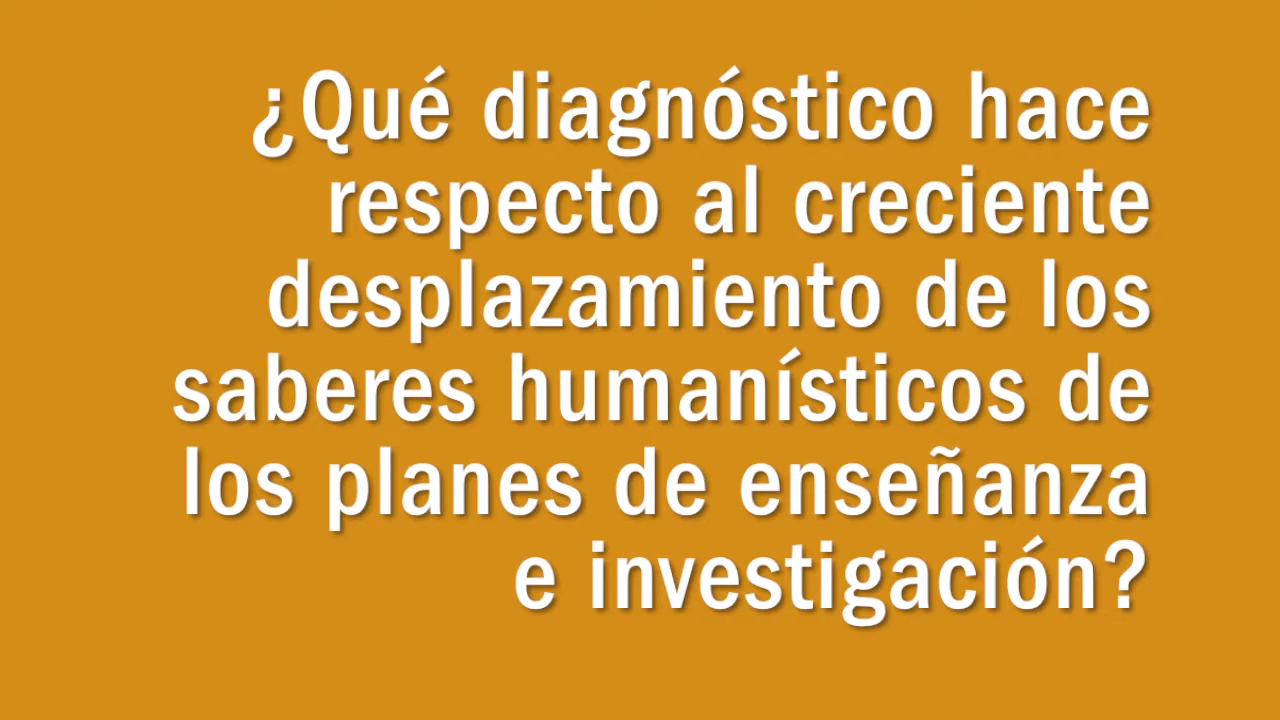 ¿Qué diagnóstico hace
respecto al creciente
desplazamiento de los
saberes humanísticos de
los planes de enseñanza
e investigación?